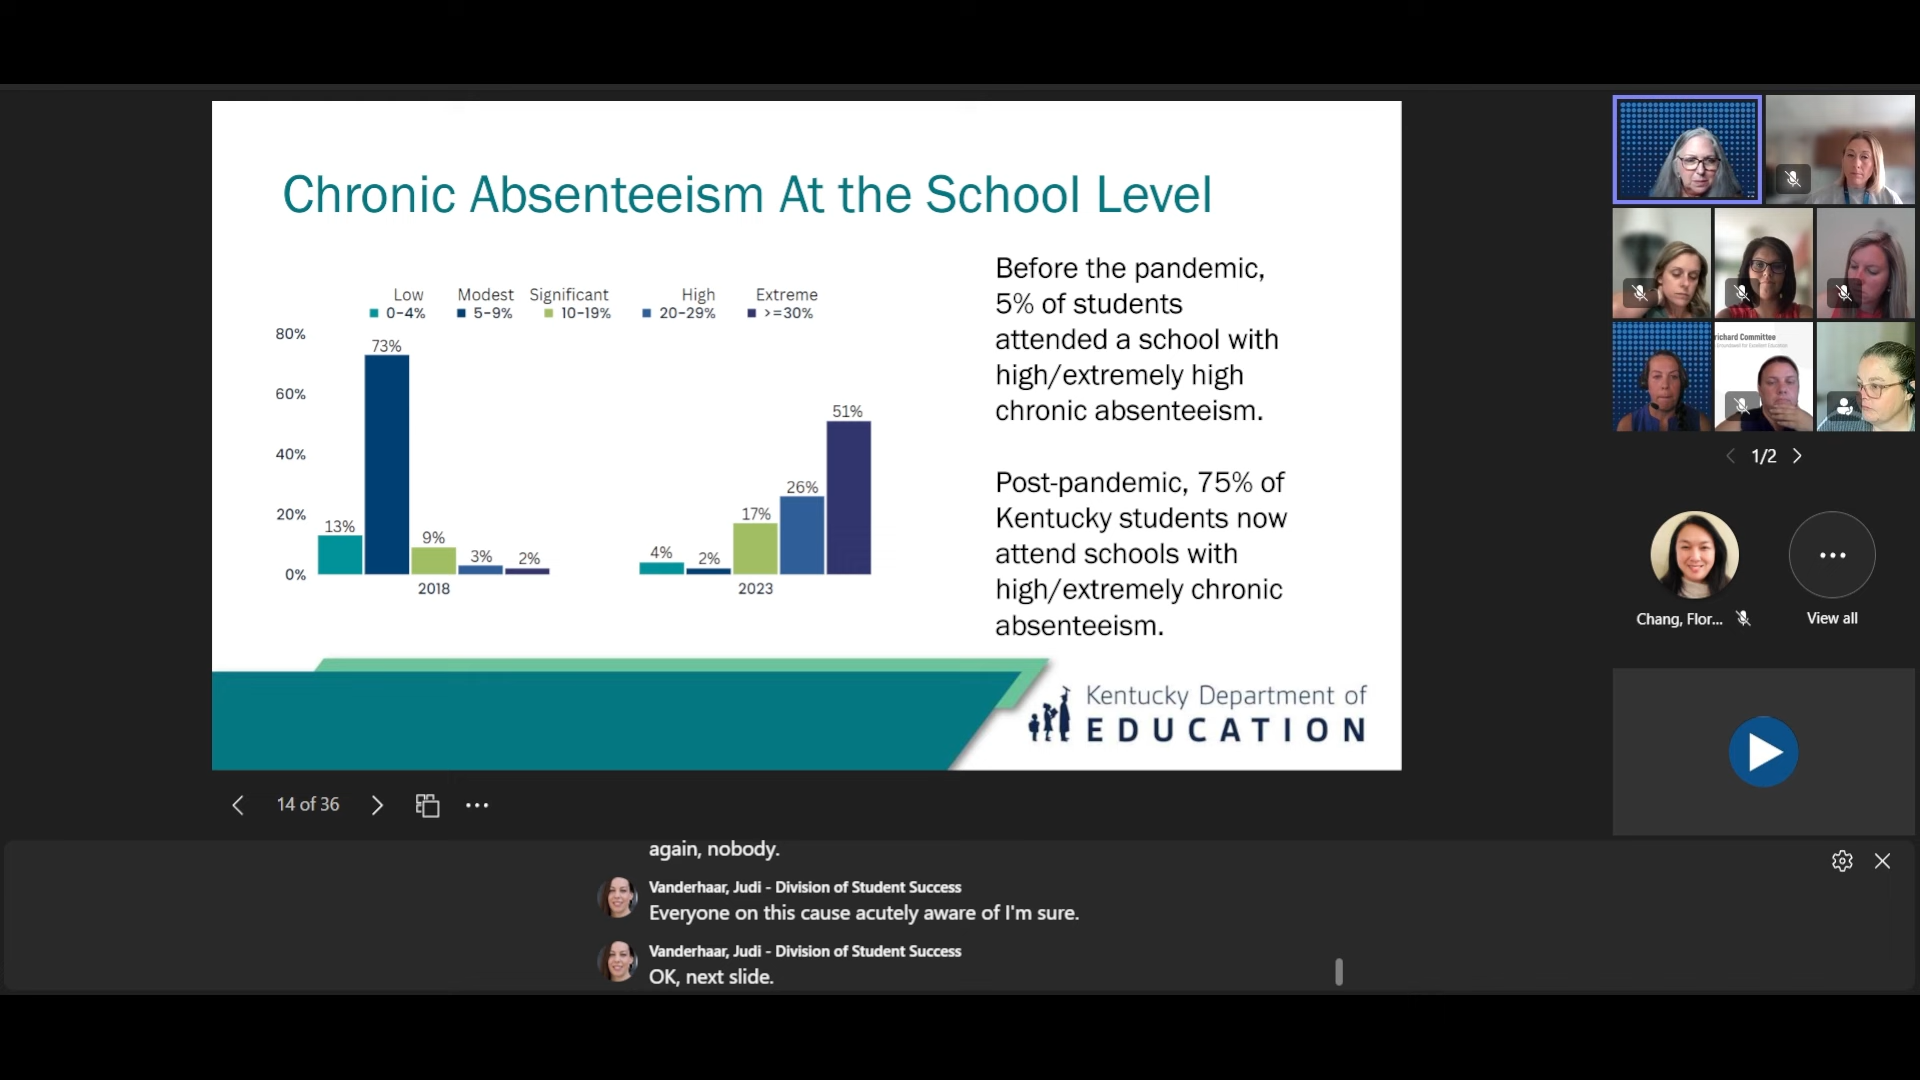 Chronic Absenteeism At the School Level
Low Modest Significant High Extreme
0-4% 5-9% 10-19% 20-29% >=30%
80%
60%
40%
20%
0%
13% 73% 9% 3% 2%
2018
4% 2% 17% 26% 51%
2023
Before the pandemic,
5% of students
attended a school with
high/extremely high
chronic absenteeism.
Post-pandemic, 75% of
Kentucky students now
attend schools with
high/extremely chronic
absenteeism.
Kentucky Department of
EDUCATION
14 of 36
richard Committee
1/2
Chang, Flor...
View all
again, nobody.
Vanderhaar, Judi - Division of Student Success
Everyone on this cause acutely aware of I'm sure.
Vanderhaar, Judi - Division of Student Success
OK, next slide.